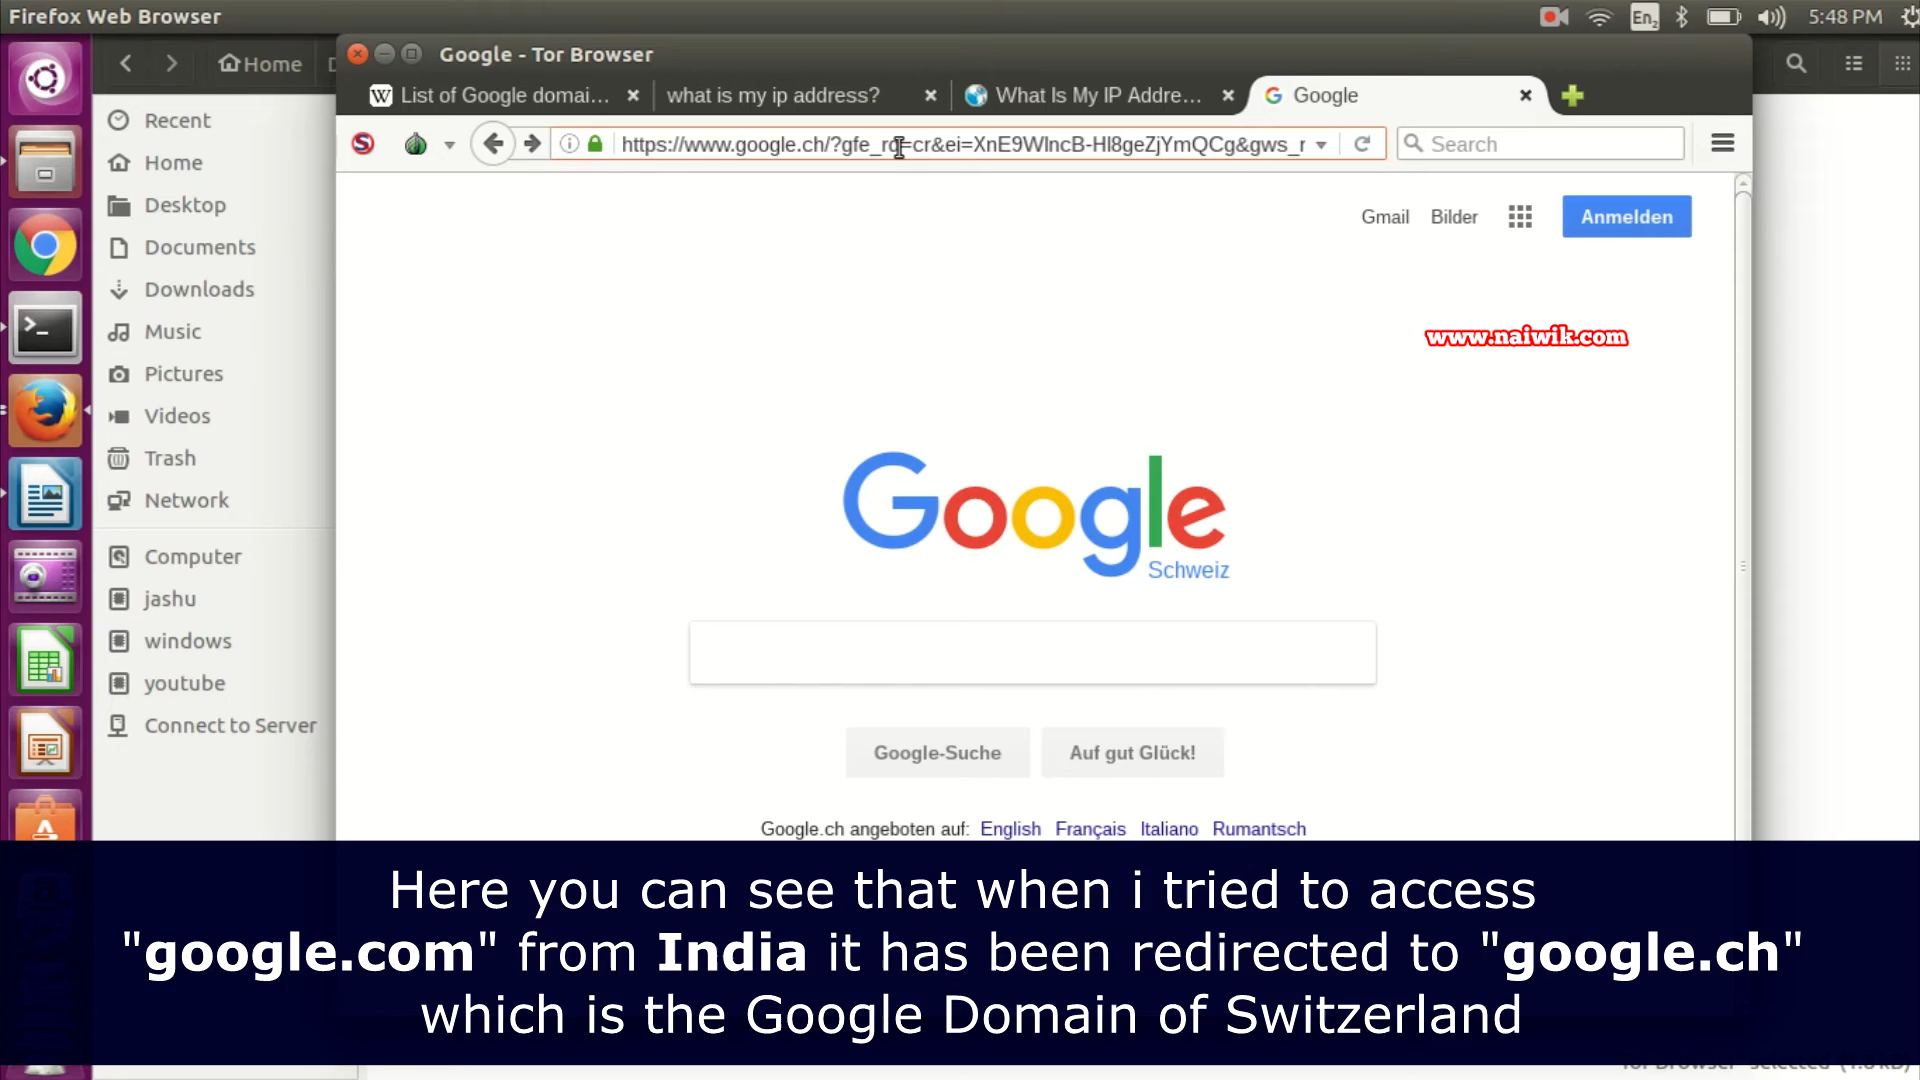 Firefox Web Browser
En2
5:48 PM
Home
Google - Tor Browser
List of Google domai...
what is my ip address?
What Is My IP Addre...
Google
https://www.google.ch/?gfe_rd=cr&ei=XnE9WlncB-Hl8geZjYmQCg&gws_r
Search
Recent
Home
Desktop
Documents
Downloads
Music
Pictures
Videos
Trash
Network
Computer
jashu
windows
youtube
Connect to Server
Gmail
Bilder
Anmelden
www.naiwik.com
Google
Schweiz
Google-Suche
Auf gut Glück!
Google.ch angeboten auf: English Français Italiano Rumantsch
Here you can see that when i tried to access
"google.com" from India it has been redirected to "google.ch"
which is the Google Domain of Switzerland